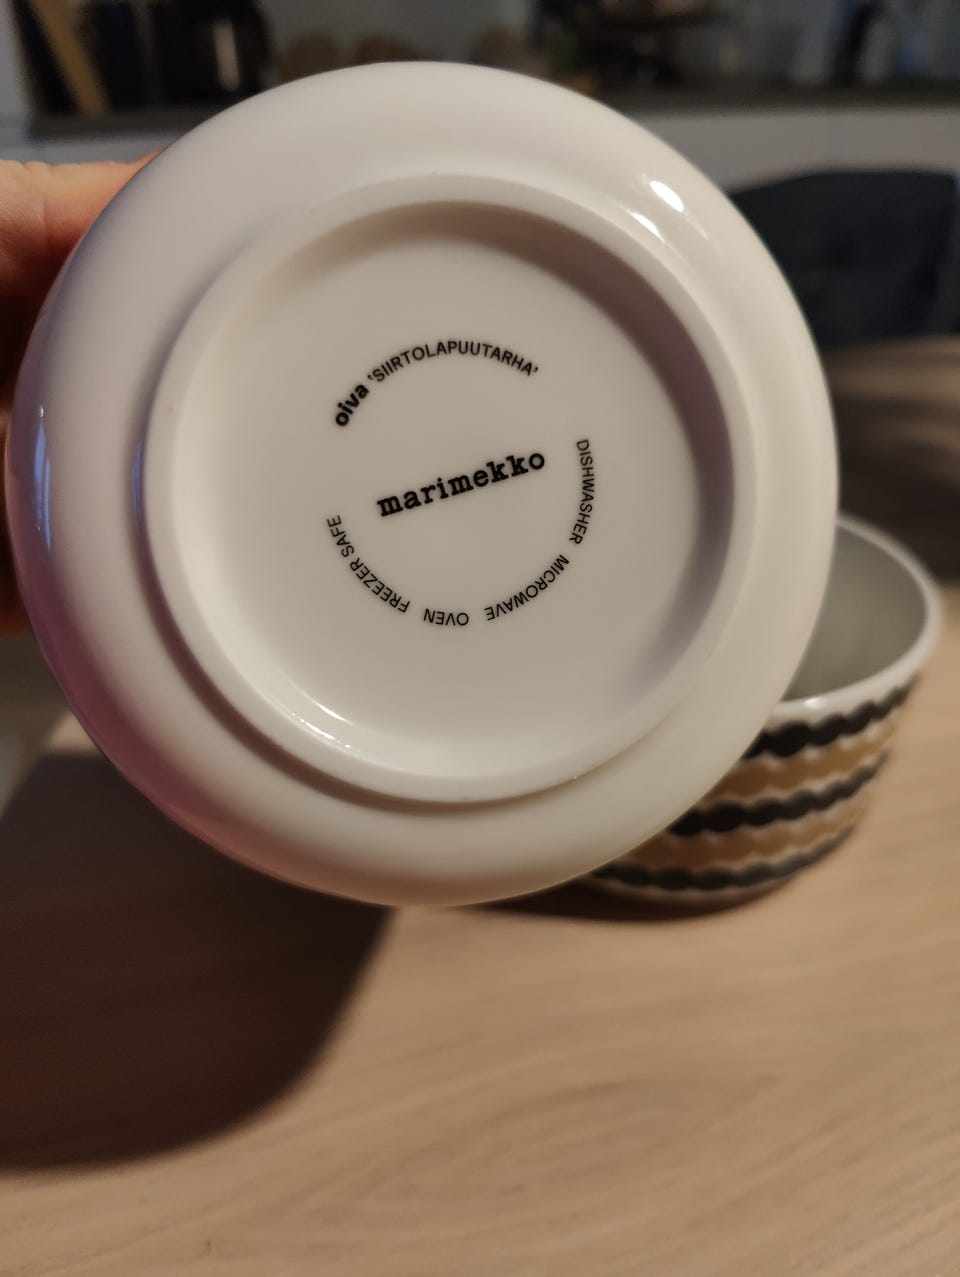 oiva ‘SIIRTOLAPUUTARHA’
marimekko
DISHWASHER MICROWAVE OVEN FREEZER SAFE